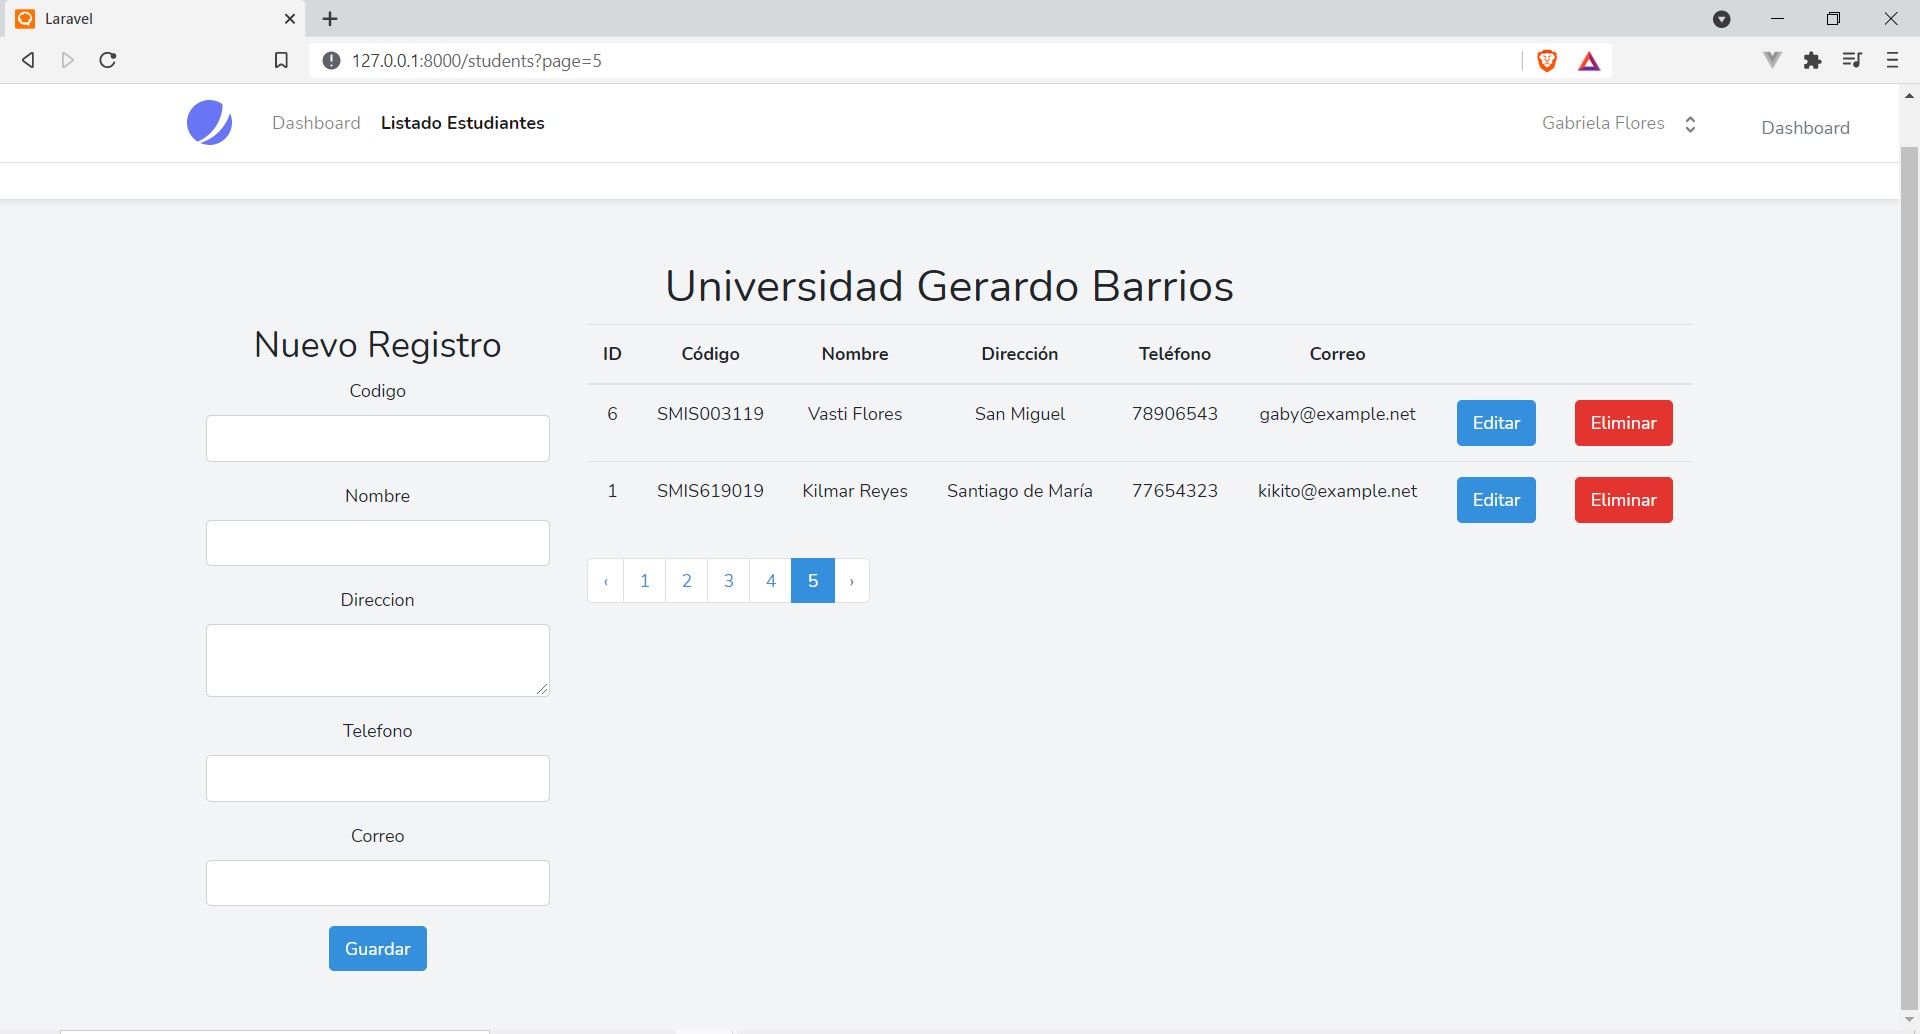 Laravel
127.0.0.1:8000/students?page=5
Dashboard Listado Estudiantes Gabriela Flores Dashboard
Universidad Gerardo Barrios
Nuevo Registro
Codigo
Nombre
Direccion
Telefono
Correo
Guardar
ID Código Nombre Dirección Teléfono Correo
6 SMIS003119 Vasti Flores San Miguel 78906543 gaby@example.net Editar Eliminar
1 SMIS619019 Kilmar Reyes Santiago de María 77654323 kikito@example.net Editar Eliminar
‹ 1 2 3 4 5 ›